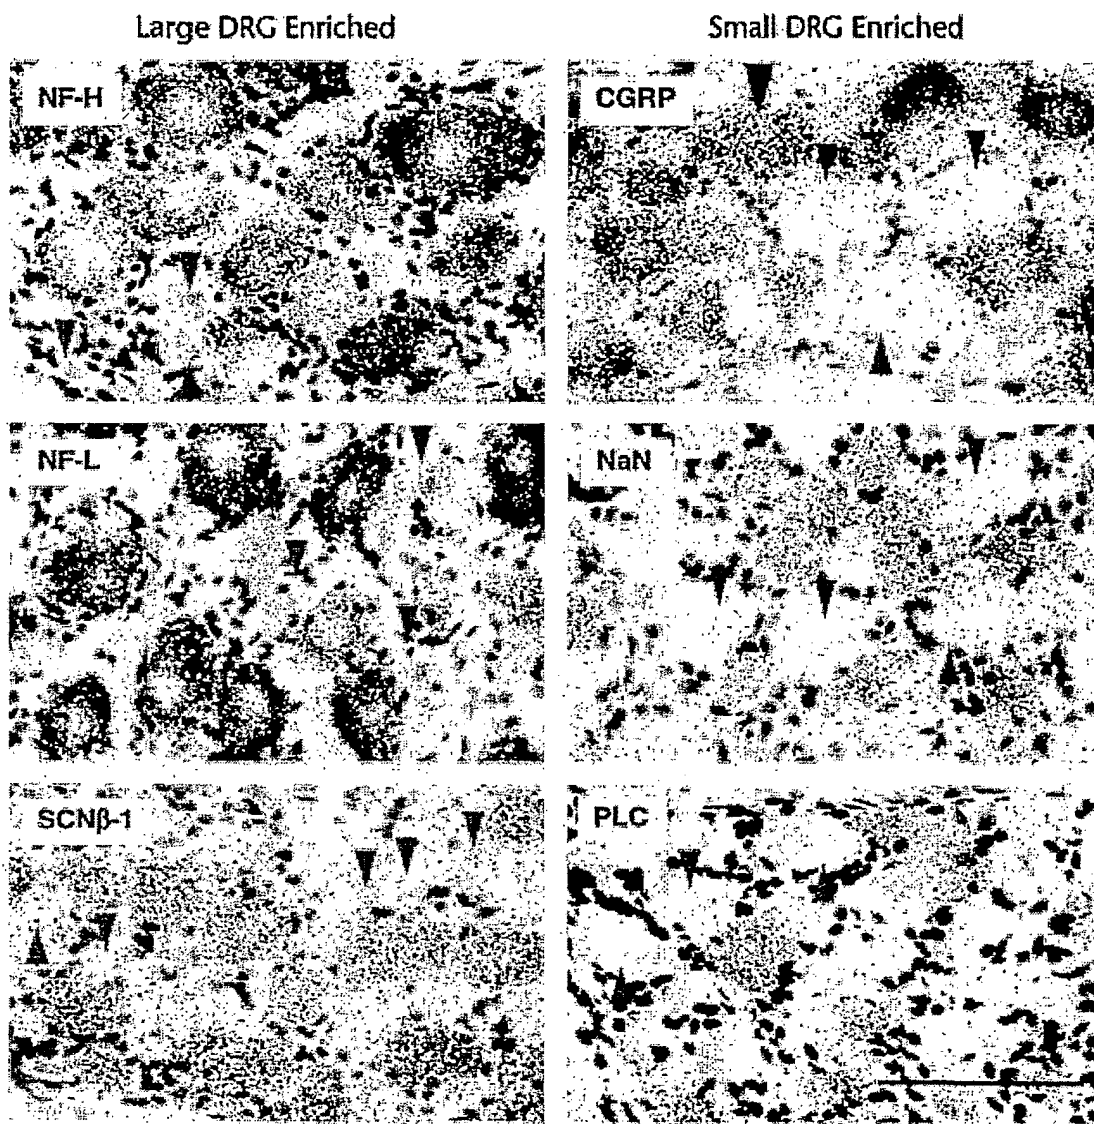 Large DRG Enriched
Small DRG Enriched
NF-H
CGRP
NF-L
NaN
SCNβ-1
PLC